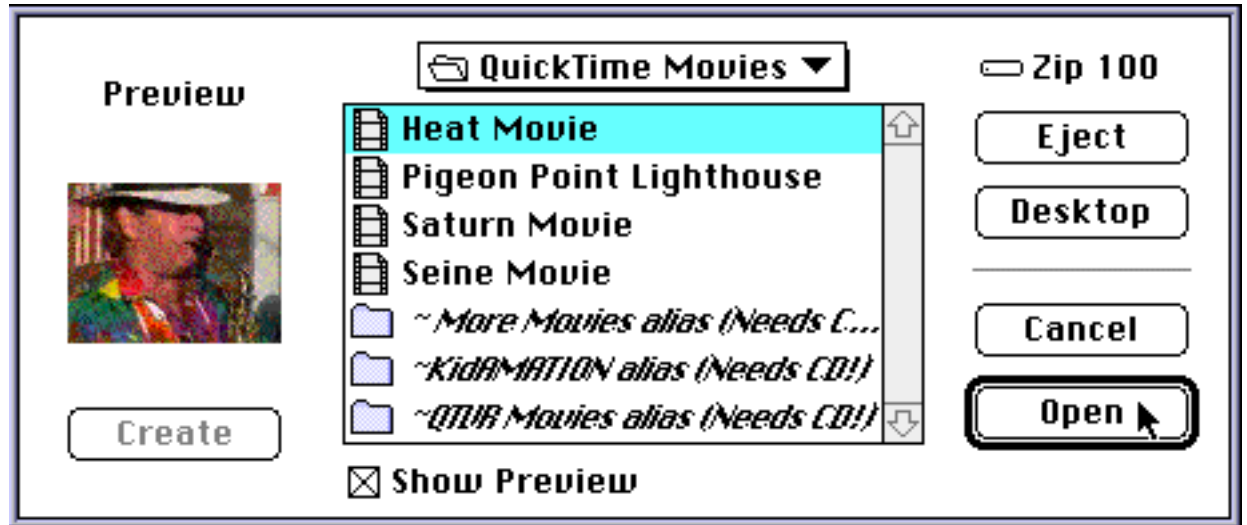 Preview
Create
QuickTime Movies
Heat Movie
Pigeon Point Lighthouse
Saturn Movie
Seine Movie
~ More Movies alias (Needs C...
~KidAMATION alias (Needs CD!)
~QTVR Movies alias (Needs CD!)
Show Preview
Zip 100
Eject
Desktop
Cancel
Open